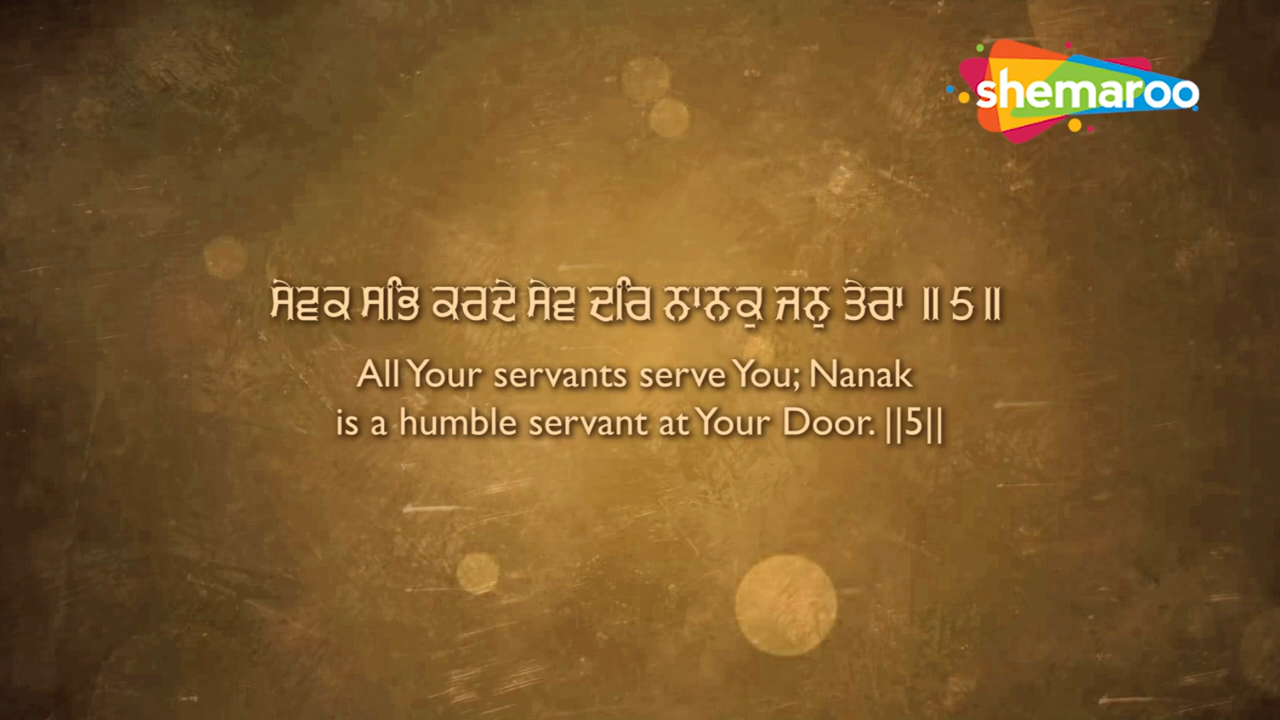 shemaroo
ਸੇਵਕ ਸਭਿ ਕਰਦੇ ਸੇਵ ਦਰਿ ਨਾਨਕੁ ਜਨੁ ਤੇਰਾ ॥ 5 ॥
All Your servants serve You; Nanak
is a humble servant at Your Door. ||5||